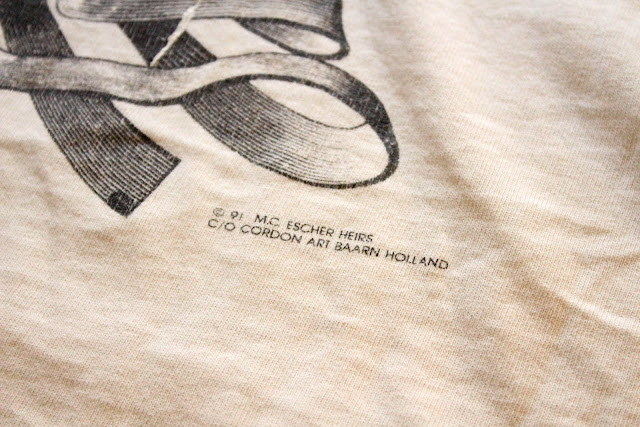 © 91 M.C. ESCHER HEIRS
C/O CORDON ART BAARN HOLLAND